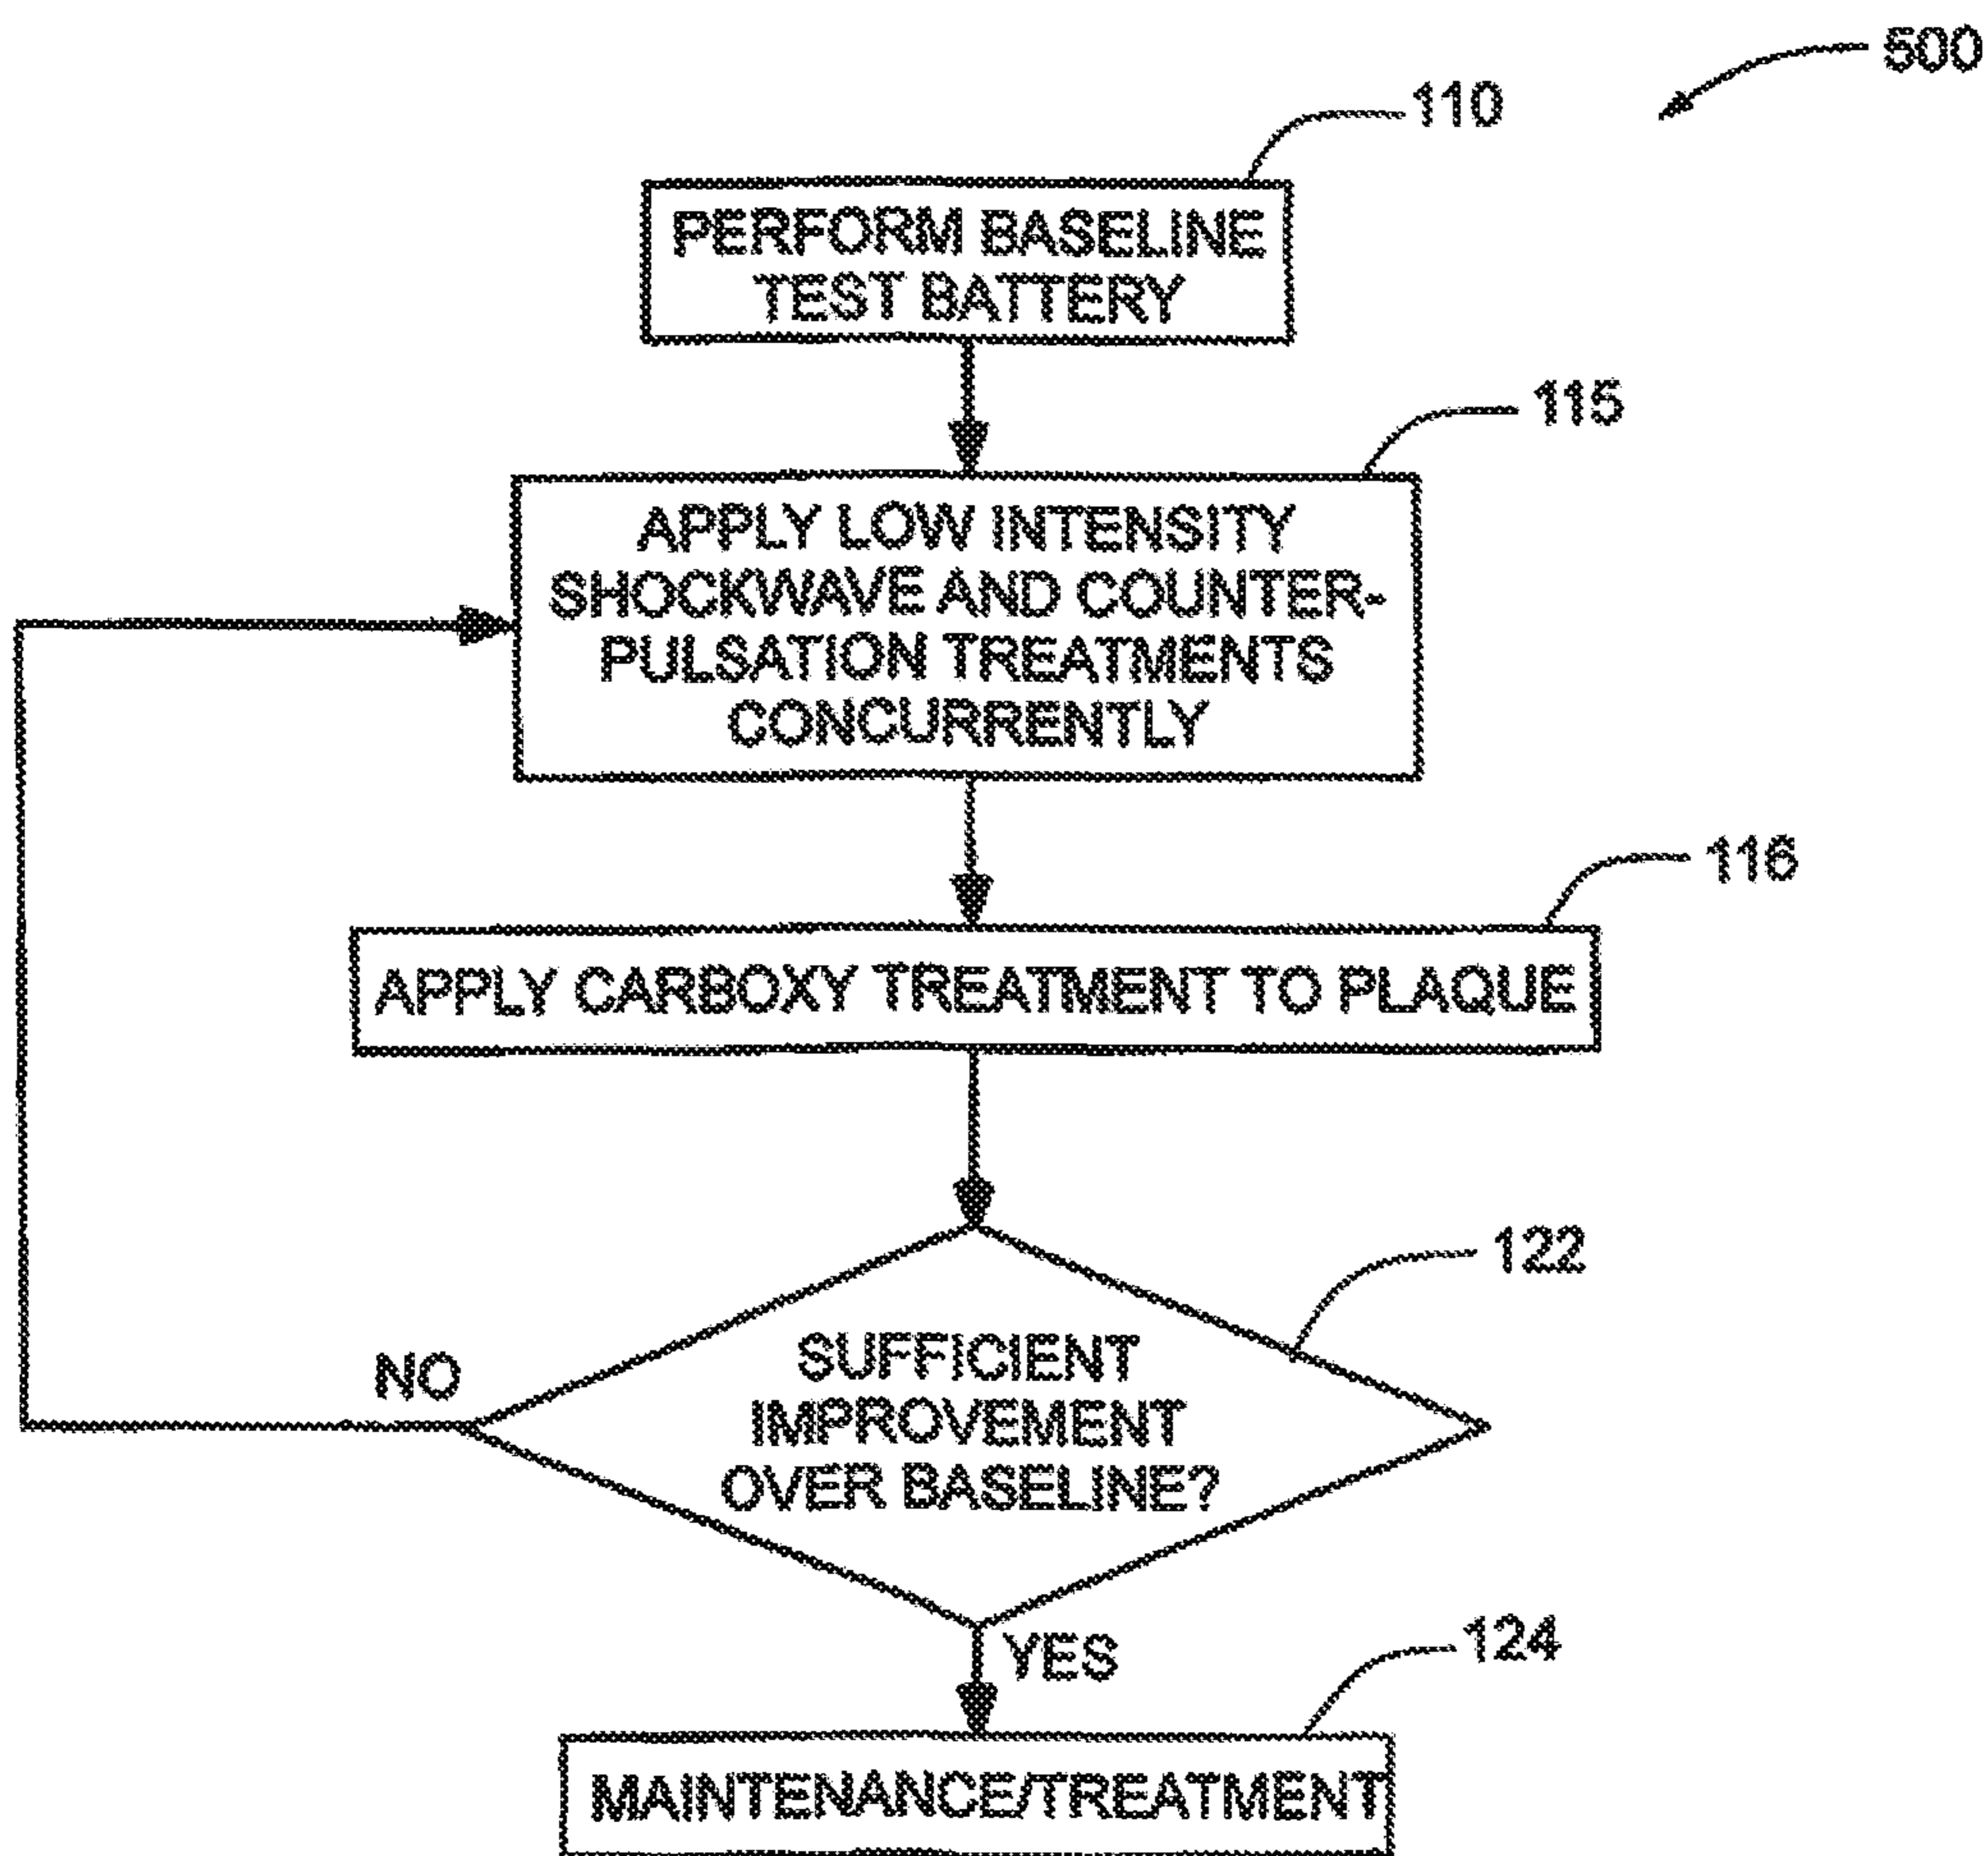 500
110
PERFORM BASELINE
TEST BATTERY
115
APPLY LOW INTENSITY
SHOCKWAVE AND COUNTER-
PULSATION TREATMENTS
CONCURRENTLY
116
APPLY CARBOXY TREATMENT TO PLAQUE
122
SUFFICIENT
IMPROVEMENT
OVER BASELINE?
NO
YES
124
MAINTENANCE/TREATMENT